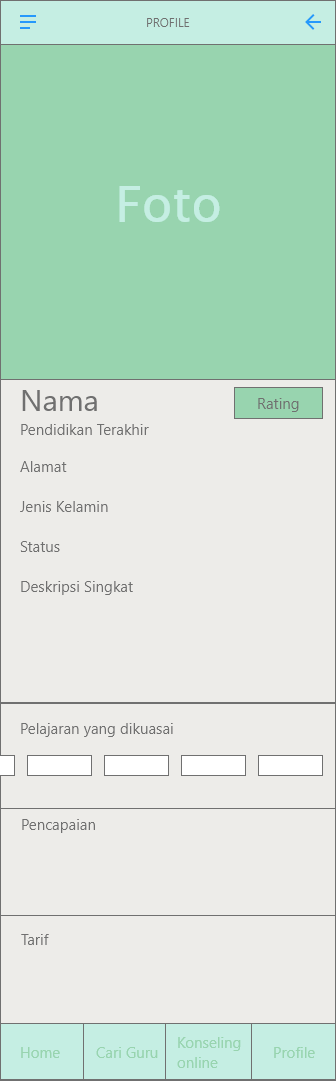 PROFILE
Foto
Nama
Rating
Pendidikan Terakhir
Alamat
Jenis Kelamin
Status
Deskripsi Singkat
Pelajaran yang dikuasai
Pencapaian
Tarif
Home
Cari Guru
Konseling
online
Profile